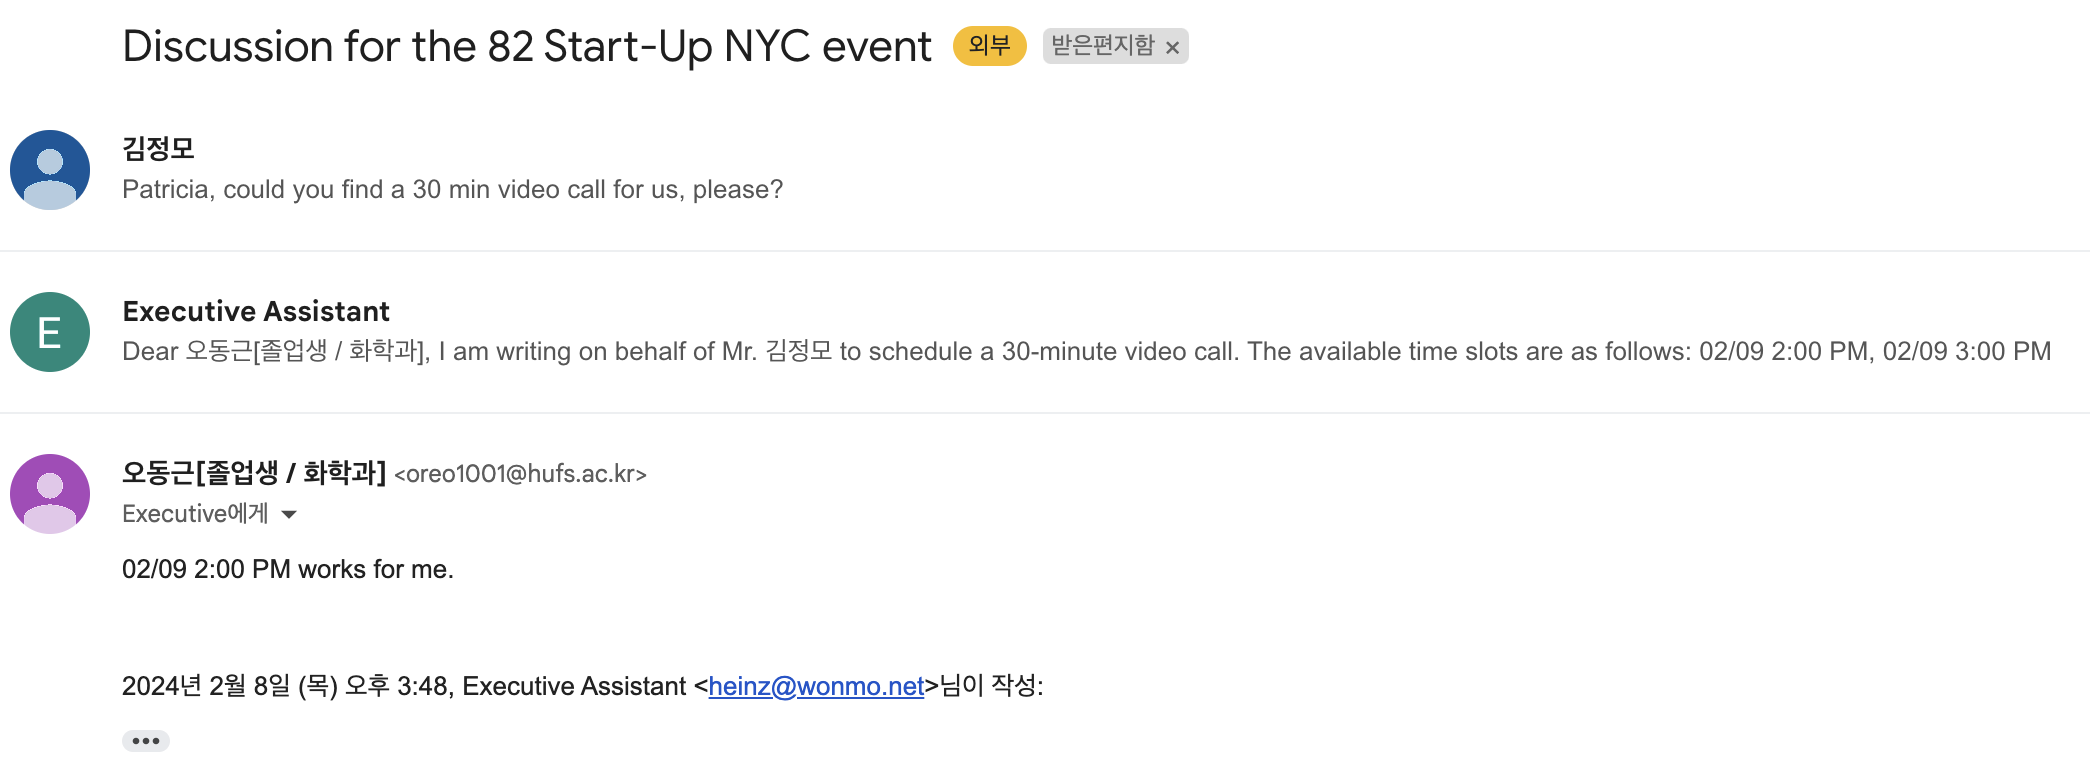 Discussion for the 82 Start-Up NYC event 외부 받은편지함 ×
김정모
Patricia, could you find a 30 min video call for us, please?
E
Executive Assistant
Dear 오동근[졸업생 / 화학과], I am writing on behalf of Mr. 김정모 to schedule a 30-minute video call. The available time slots are as follows: 02/09 2:00 PM, 02/09 3:00 PM
오동근[졸업생 / 화학과] <oreo1001@hufs.ac.kr>
Executive에게
02/09 2:00 PM works for me.
2024년 2월 8일 (목) 오후 3:48, Executive Assistant <heinz@wonmo.net>님이 작성:
•••